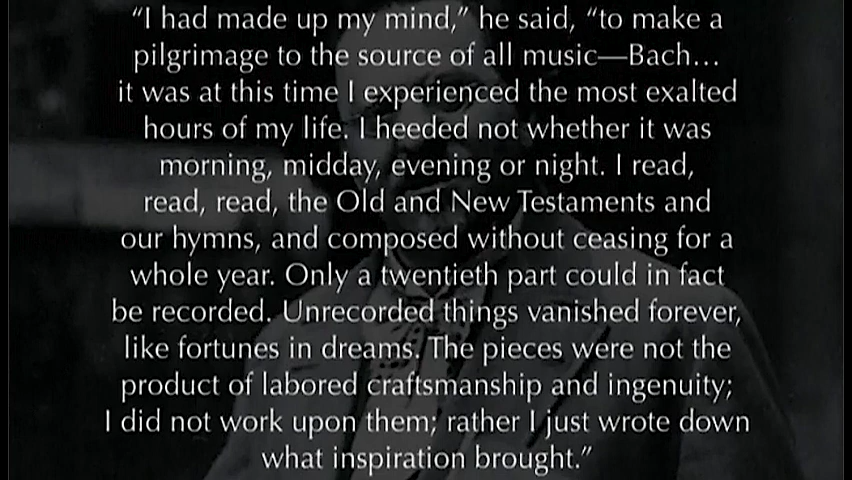 “I had made up my mind,” he said, “to make a
pilgrimage to the source of all music—Bach…
it was at this time I experienced the most exalted
hours of my life. I heeded not whether it was
morning, midday, evening or night. I read,
read, read, the Old and New Testaments and
our hymns, and composed without ceasing for a
whole year. Only a twentieth part could in fact
be recorded. Unrecorded things vanished forever,
like fortunes in dreams. The pieces were not the
product of labored craftsmanship and ingenuity;
I did not work upon them; rather I just wrote down
what inspiration brought.”